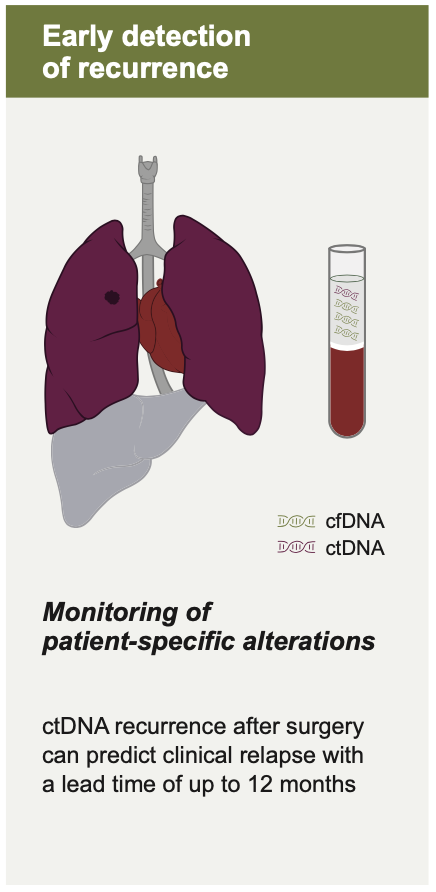 Early detection
of recurrence
cfDNA
ctDNA
Monitoring of
patient-specific alterations
ctDNA recurrence after surgery
can predict clinical relapse with
a lead time of up to 12 months